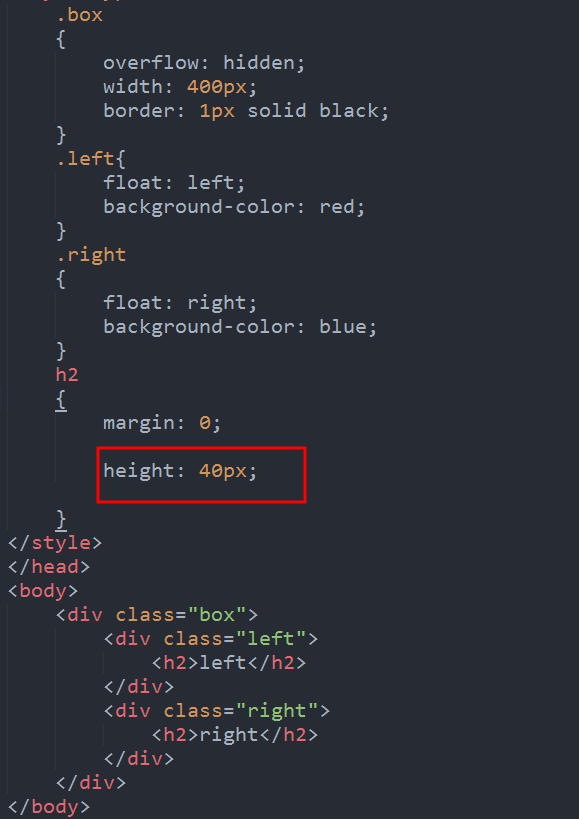 .box
{
overflow: hidden;
width: 400px;
border: 1px solid black;
}
.left{
float: left;
background-color: red;
}
.right
{
float: right;
background-color: blue;
}
h2
{
margin: 0;
height: 40px;
}
</style>
</head>
<body>
<div class="box">
<div class="left">
<h2>left</h2>
</div>
<div class="right">
<h2>right</h2>
</div>
</div>
</body>